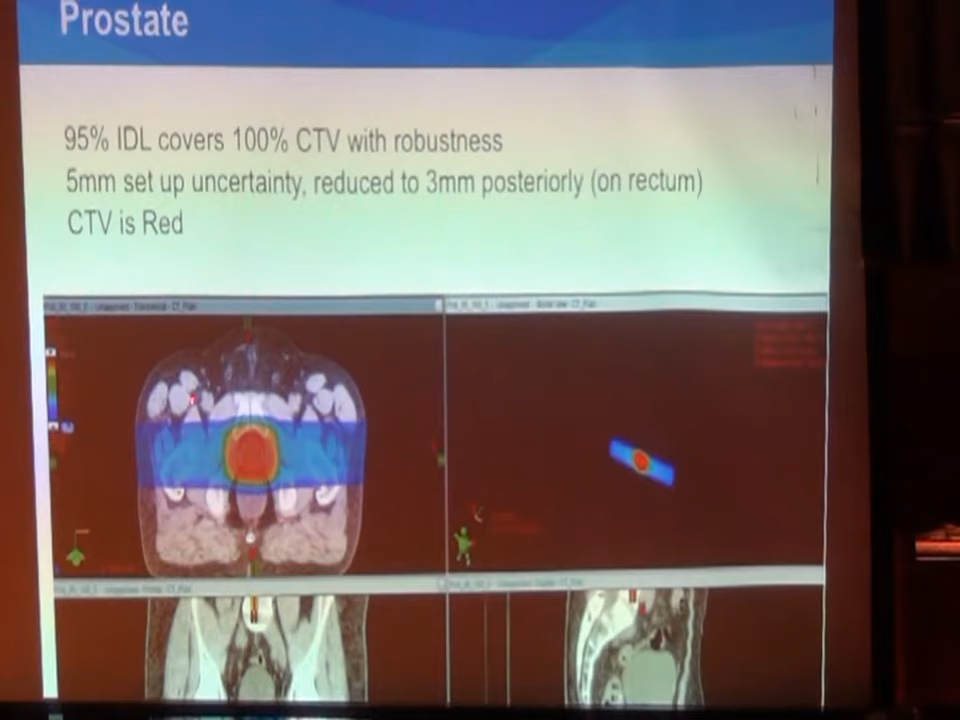 Prostate
95% IDL covers 100% CTV with robustness
5mm set up uncertainty, reduced to 3mm posteriorly (on rectum)
CTV is Red